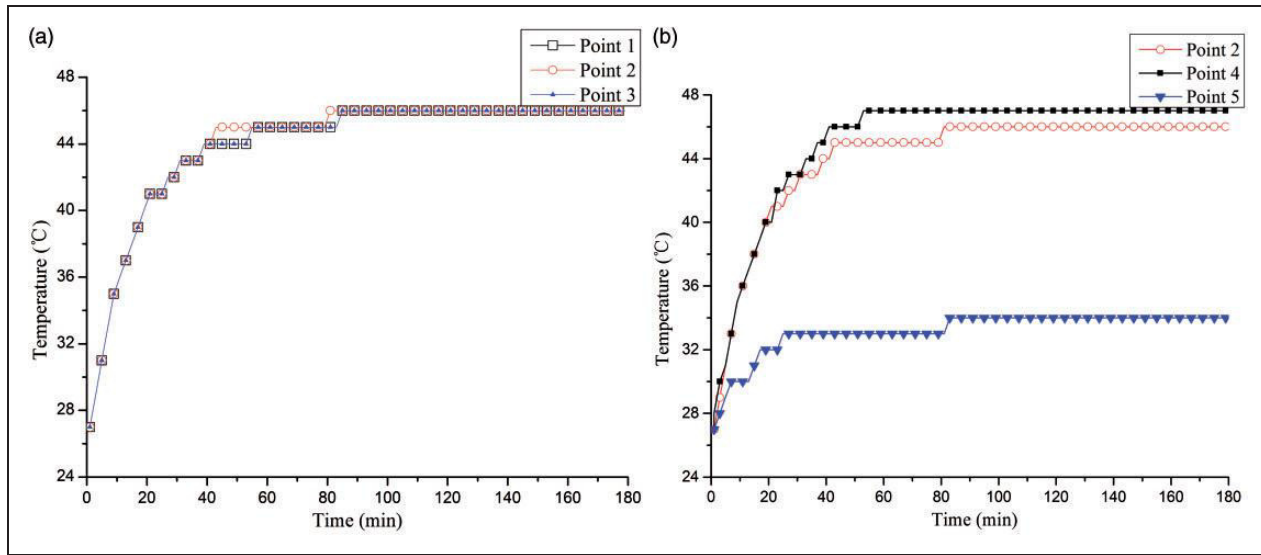 (a)
Point 1
Point 2
Point 3
48
44
40
36
32
28
24
Temperature (℃)
0 20 40 60 80 100 120 140 160 180
Time (min)
(b)
Point 2
Point 4
Point 5
48
44
40
36
32
28
24
Temperature (℃)
0 20 40 60 80 100 120 140 160 180
Time (min)